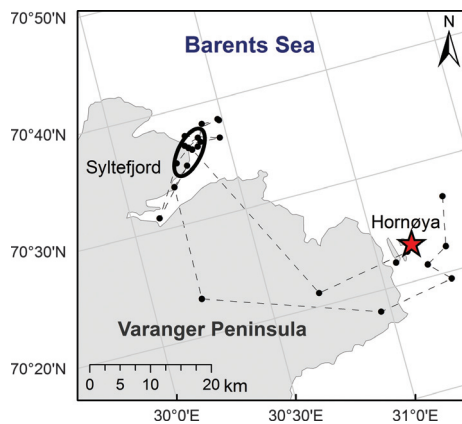 70°50'N
Barents Sea
N
70°40'N
Syltefjord
Hornøya
70°30'N
Varanger Peninsula
70°20'N
0 5 10 20
km
30°0'E 30°30'E 31°0'E